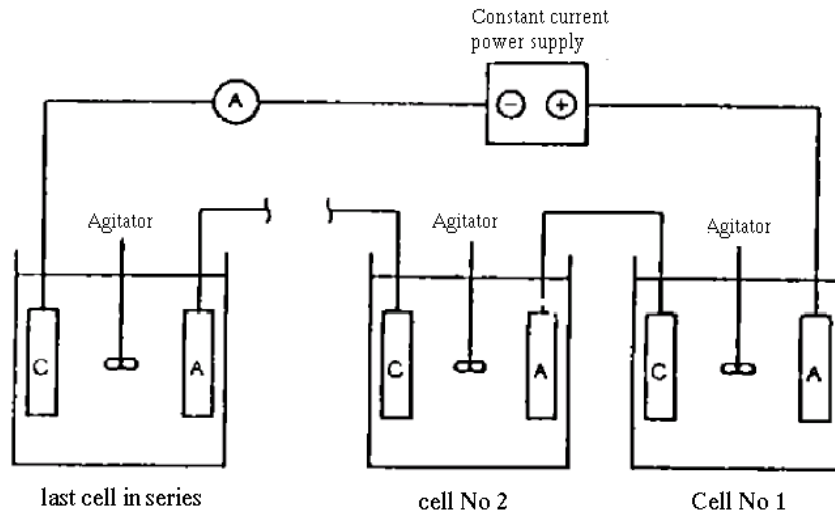 Constant current
power supply
A
− +
Agitator
Agitator
Agitator
C
A
C
A
C
A
last cell in series
cell No 2
Cell No 1